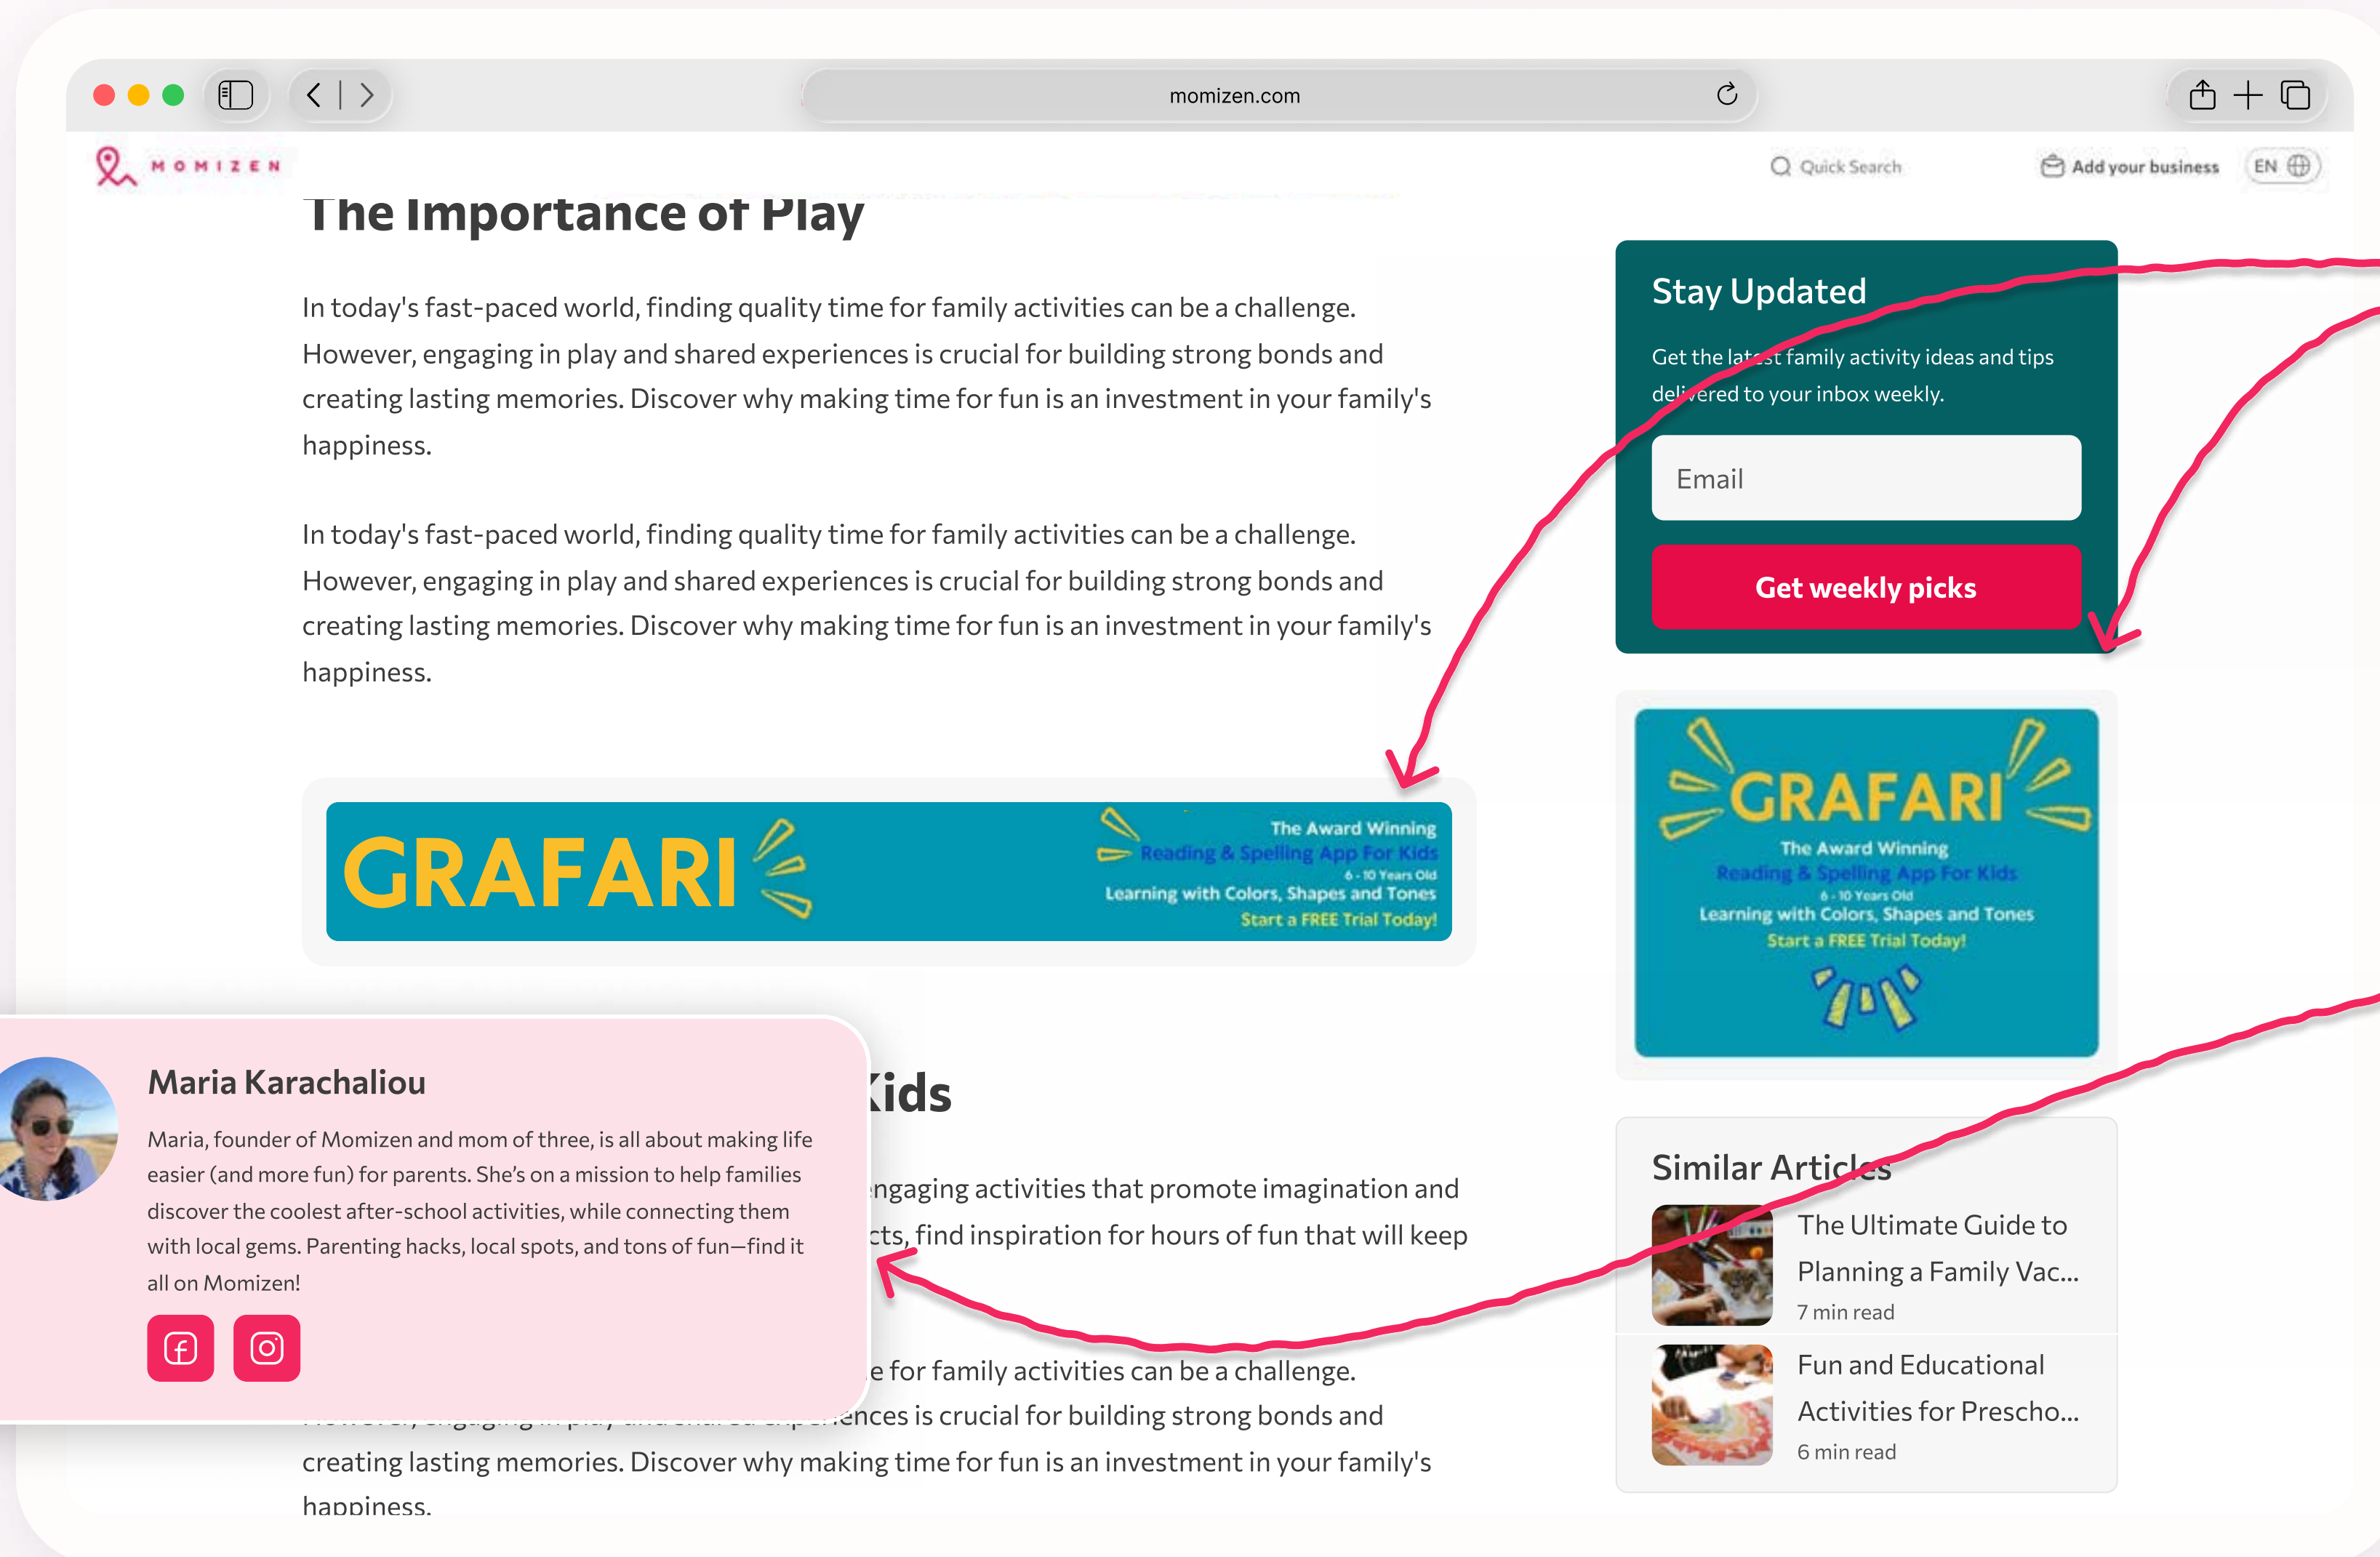 momizen.com
MOMIZEN
Quick Search
Add your business
EN
The Importance of Play
In today's fast-paced world, finding quality time for family activities can be a challenge.
However, engaging in play and shared experiences is crucial for building strong bonds and
creating lasting memories. Discover why making time for fun is an investment in your family's
happiness.
In today's fast-paced world, finding quality time for family activities can be a challenge.
However, engaging in play and shared experiences is crucial for building strong bonds and
creating lasting memories. Discover why making time for fun is an investment in your family's
happiness.
GRAFARI
The Award Winning
Reading & Spelling App For Kids
6 - 10 Years Old
Learning with Colors, Shapes and Tones
Start a FREE Trial Today!
Kids
engaging activities that promote imagination and
find inspiration for hours of fun that will keep
for family activities can be a challenge.
is crucial for building strong bonds and
creating lasting memories. Discover why making time for fun is an investment in your family's
happiness.
Maria Karachaliou
Maria, founder of Momizen and mom of three, is all about making life
easier (and more fun) for parents. She's on a mission to help families
discover the coolest after-school activities, while connecting them
with local gems. Parenting hacks, local spots, and tons of fun—find it
all on Momizen!
Stay Updated
Get the latest family activity ideas and tips
delivered to your inbox weekly.
Email
Get weekly picks
GRAFARI
The Award Winning
Reading & Spelling App For Kids
6 - 10 Years Old
Learning with Colors, Shapes and Tones
Start a FREE Trial Today!
Similar Articles
The Ultimate Guide to
Planning a Family Vac...
7 min read
Fun and Educational
Activities for Prescho...
6 min read